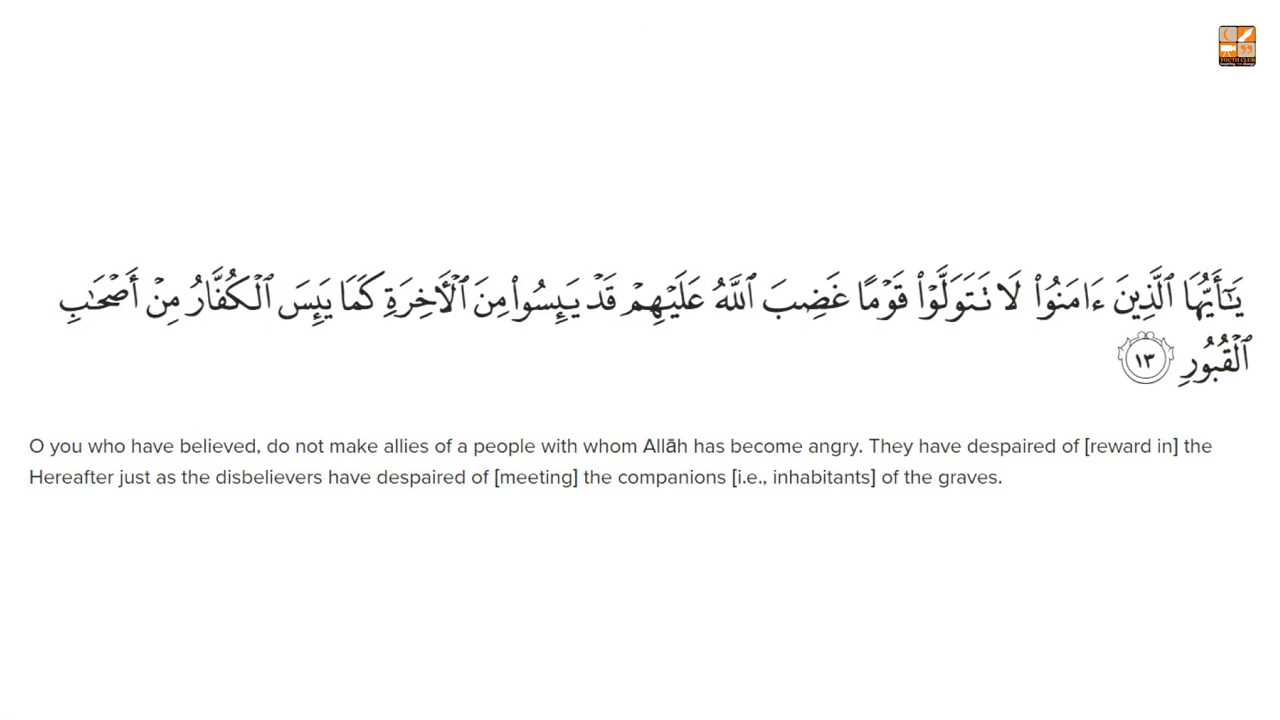 YOUTH CLUB
يَـٰٓأَيُّهَا ٱلَّذِينَ ءَامَنُوا۟ لَا تَتَوَلَّوْا۟ قَوْمًا غَضِبَ ٱللَّهُ عَلَيْهِمْ قَدْ يَئِسُوا۟ مِنَ ٱلْـَٔاخِرَةِ كَمَا يَئِسَ ٱلْكُفَّارُ مِنْ أَصْحَـٰبِ
ٱلْقُبُورِ ١٣
O you who have believed, do not make allies of a people with whom Allāh has become angry. They have despaired of [reward in] the
Hereafter just as the disbelievers have despaired of [meeting] the companions [i.e., inhabitants] of the graves.